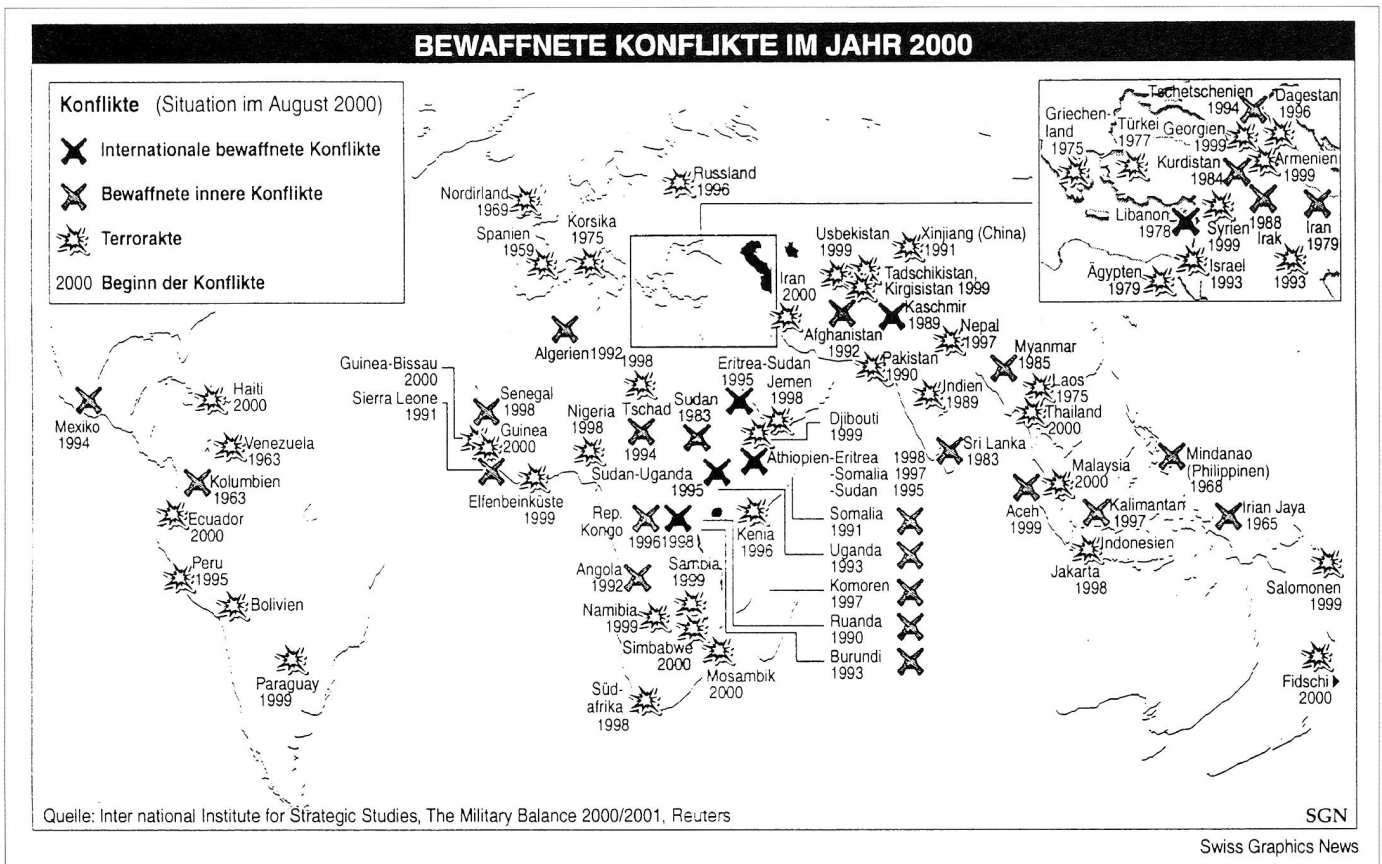 BEWAFFNETE KONFLIKTE IM JAHR 2000
Konflikte (Situation im August 2000)
Internationale bewaffnete Konflikte
Bewaffnete innere Konflikte
Terrorakte
2000 Beginn der Konflikte
Tschetschenien
1994
Dagestan
1996
Griechen-
land
1975
Türkei
1977
Georgien
1999
Kurdistan
1984
Armenien
1999
Libanon
1978
Syrien
1999
1988
Irak
1993
Iran
1979
Ägypten
1979
Israel
1993
Nordirland
1969
Russland
1996
Spanien
1959
Korsika
1975
Usbekistan
1999
Xinjiang (China)
1991
Iran
2000
Tadschikistan,
Kirgisistan 1999
Kaschmir
1989
Afghanistan
1992
Nepal
1997
Algerien 1992
Pakistan
1990
Myanmar
1985
Indien
1989
Laos
1975
Thailand
2000
Guinea-Bissau
2000
Sierra Leone
1991
Senegal
1998
Guinea
2000
Nigeria
1998
1998
Tschad
1994
Sudan
1983
Eritrea-Sudan
1995
Jemen
1998
Djibouti
1999
Mexiko
1994
Haiti
2000
Venezuela
1963
Kolumbien
1963
Ecuador
2000
Peru
1995
Bolivien
Paraguay
1999
Elfenbeinküste
1999
Sudan-Uganda
1995
Äthiopien-Eritrea 1998
-Somalia 1997
-Sudan 1995
Sri Lanka
1983
Mindanao
(Philippinen)
1968
Malaysia
2000
Aceh
1999
Kalimantan
1997
Irian Jaya
1965
Indonesien
Jakarta
1998
Salomonen
1999
Fidschi
2000
Rep.
Kongo
1996 1998
Kenia
1996
Somalia
1991
Uganda
1993
Komoren
1997
Ruanda
1990
Burundi
1993
Angola
1992
Sambia
1999
Namibia
1999
Simbabwe
2000
Mosambik
2000
Süd-
afrika
1998
Quelle: Inter national Institute for Strategic Studies, The Military Balance 2000/2001, Reuters
SGN
Swiss Graphics News